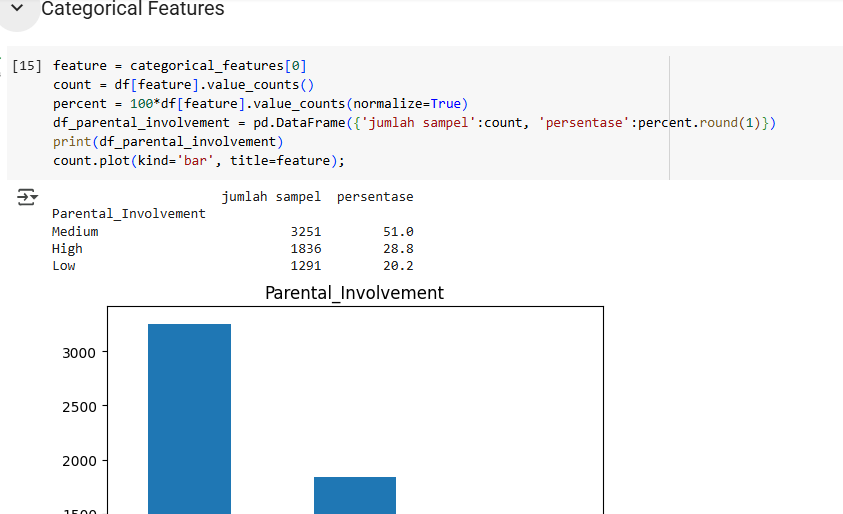 Categorical Features
[15] feature = categorical_features[0]
count = df[feature].value_counts()
percent = 100*df[feature].value_counts(normalize=True)
df_parental_involvement = pd.DataFrame({'jumlah sampel':count, 'persentase':percent.round(1)})
print(df_parental_involvement)
count.plot(kind='bar', title=feature);
jumlah sampel persentase
Parental_Involvement
Medium 3251 51.0
High 1836 28.8
Low 1291 20.2
Parental_Involvement
3000
2500
2000
1500